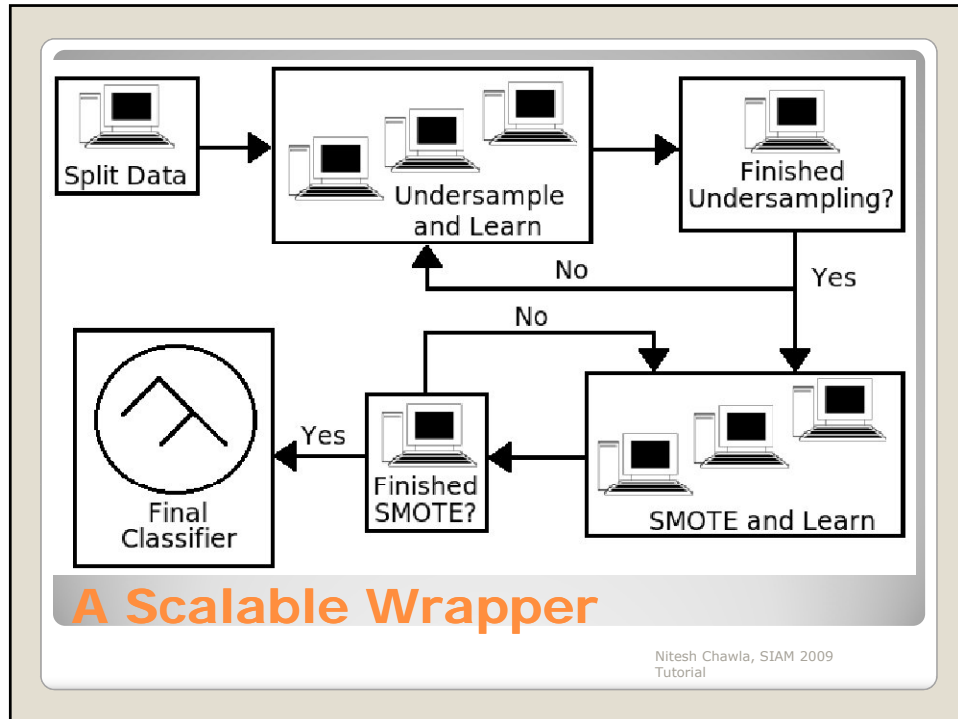 Split Data
Undersample
and Learn
Finished
Undersampling?
No
Yes
No
SMOTE and Learn
Finished
SMOTE?
Yes
Final
Classifier
A Scalable Wrapper
Nitesh Chawla, SIAM 2009
Tutorial